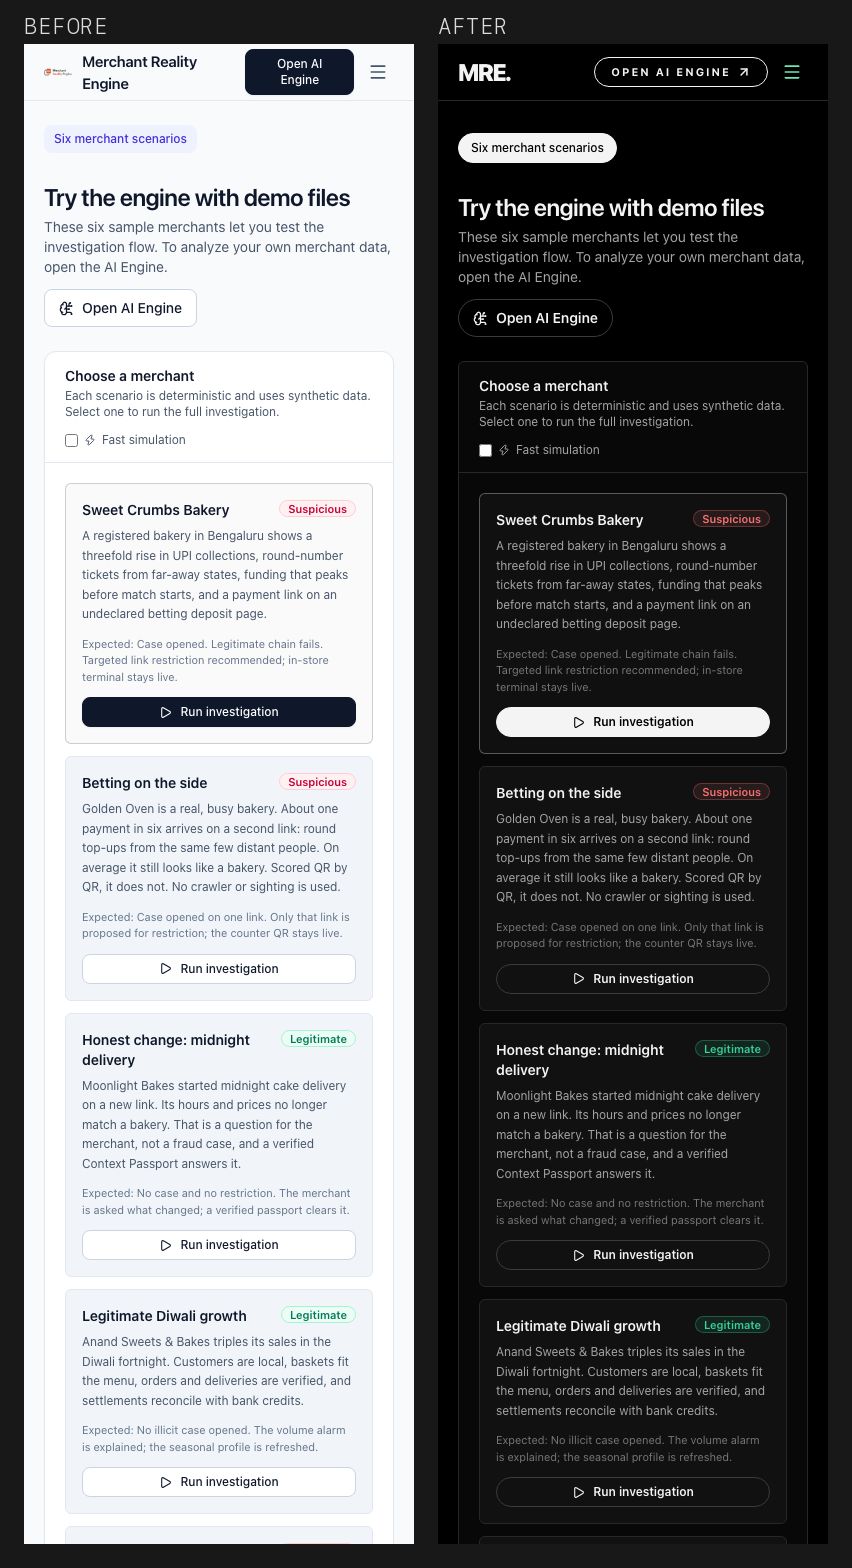 BEFORE
Merchant Reality
Engine
Open AI
Engine
Six merchant scenarios
Try the engine with demo files
These six sample merchants let you test the
investigation flow. To analyze your own merchant data,
open the AI Engine.
Open AI Engine
Choose a merchant
Each scenario is deterministic and uses synthetic data.
Select one to run the full investigation.
Fast simulation
Sweet Crumbs Bakery
Suspicious
A registered bakery in Bengaluru shows a
threefold rise in UPI collections, round-number
tickets from far-away states, funding that peaks
before match starts, and a payment link on an
undeclared betting deposit page.
Expected: Case opened. Legitimate chain fails.
Targeted link restriction recommended; in-store
terminal stays live.
Run investigation
Betting on the side
Suspicious
Golden Oven is a real, busy bakery. About one
payment in six arrives on a second link: round
top-ups from the same few distant people. On
average it still looks like a bakery. Scored QR by
QR, it does not. No crawler or sighting is used.
Expected: Case opened on one link. Only that link is
proposed for restriction; the counter QR stays live.
Run investigation
Honest change: midnight
delivery
Legitimate
Moonlight Bakes started midnight cake delivery
on a new link. Its hours and prices no longer
match a bakery. That is a question for the
merchant, not a fraud case, and a verified
Context Passport answers it.
Expected: No case and no restriction. The merchant
is asked what changed; a verified passport clears it.
Run investigation
Legitimate Diwali growth
Legitimate
Anand Sweets & Bakes triples its sales in the
Diwali fortnight. Customers are local, baskets fit
the menu, orders and deliveries are verified, and
settlements reconcile with bank credits.
Expected: No illicit case opened. The volume alarm
is explained; the seasonal profile is refreshed.
Run investigation
AFTER
MRE.
OPEN AI ENGINE
Six merchant scenarios
Try the engine with demo files
These six sample merchants let you test the
investigation flow. To analyze your own merchant data,
open the AI Engine.
Open AI Engine
Choose a merchant
Each scenario is deterministic and uses synthetic data.
Select one to run the full investigation.
Fast simulation
Sweet Crumbs Bakery
Suspicious
A registered bakery in Bengaluru shows a
threefold rise in UPI collections, round-number
tickets from far-away states, funding that peaks
before match starts, and a payment link on an
undeclared betting deposit page.
Expected: Case opened. Legitimate chain fails.
Targeted link restriction recommended; in-store
terminal stays live.
Run investigation
Betting on the side
Suspicious
Golden Oven is a real, busy bakery. About one
payment in six arrives on a second link: round
top-ups from the same few distant people. On
average it still looks like a bakery. Scored QR by
QR, it does not. No crawler or sighting is used.
Expected: Case opened on one link. Only that link is
proposed for restriction; the counter QR stays live.
Run investigation
Honest change: midnight
delivery
Legitimate
Moonlight Bakes started midnight cake delivery
on a new link. Its hours and prices no longer
match a bakery. That is a question for the
merchant, not a fraud case, and a verified
Context Passport answers it.
Expected: No case and no restriction. The merchant
is asked what changed; a verified passport clears it.
Run investigation
Legitimate Diwali growth
Legitimate
Anand Sweets & Bakes triples its sales in the
Diwali fortnight. Customers are local, baskets fit
the menu, orders and deliveries are verified, and
settlements reconcile with bank credits.
Expected: No illicit case opened. The volume alarm
is explained; the seasonal profile is refreshed.
Run investigation